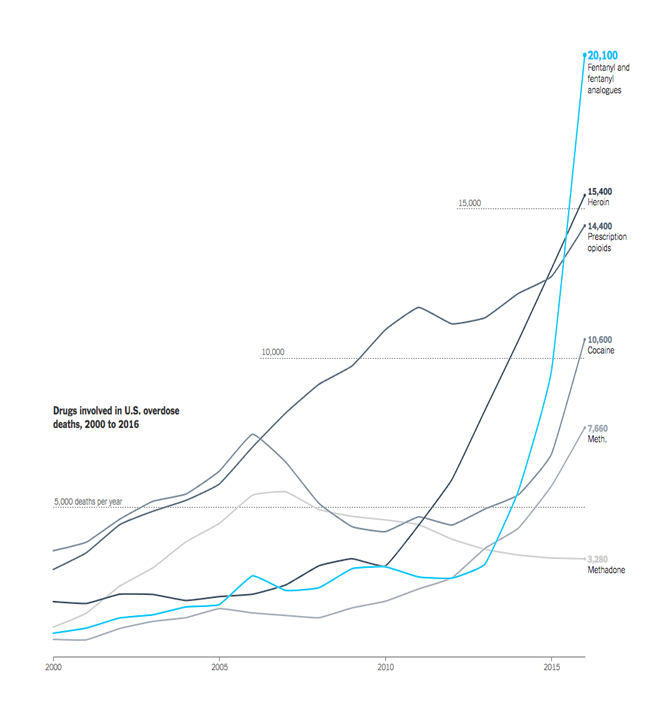 20,100
Fentanyl and
fentanyl
analogues
15,400
Heroin
15,000
14,400
Prescription
opioids
10,600
Cocaine
10,000
Drugs involved in U.S. overdose
deaths, 2000 to 2016
7,660
Meth.
5,000 deaths per year
3,280
Methadone
2000
2005
2010
2015